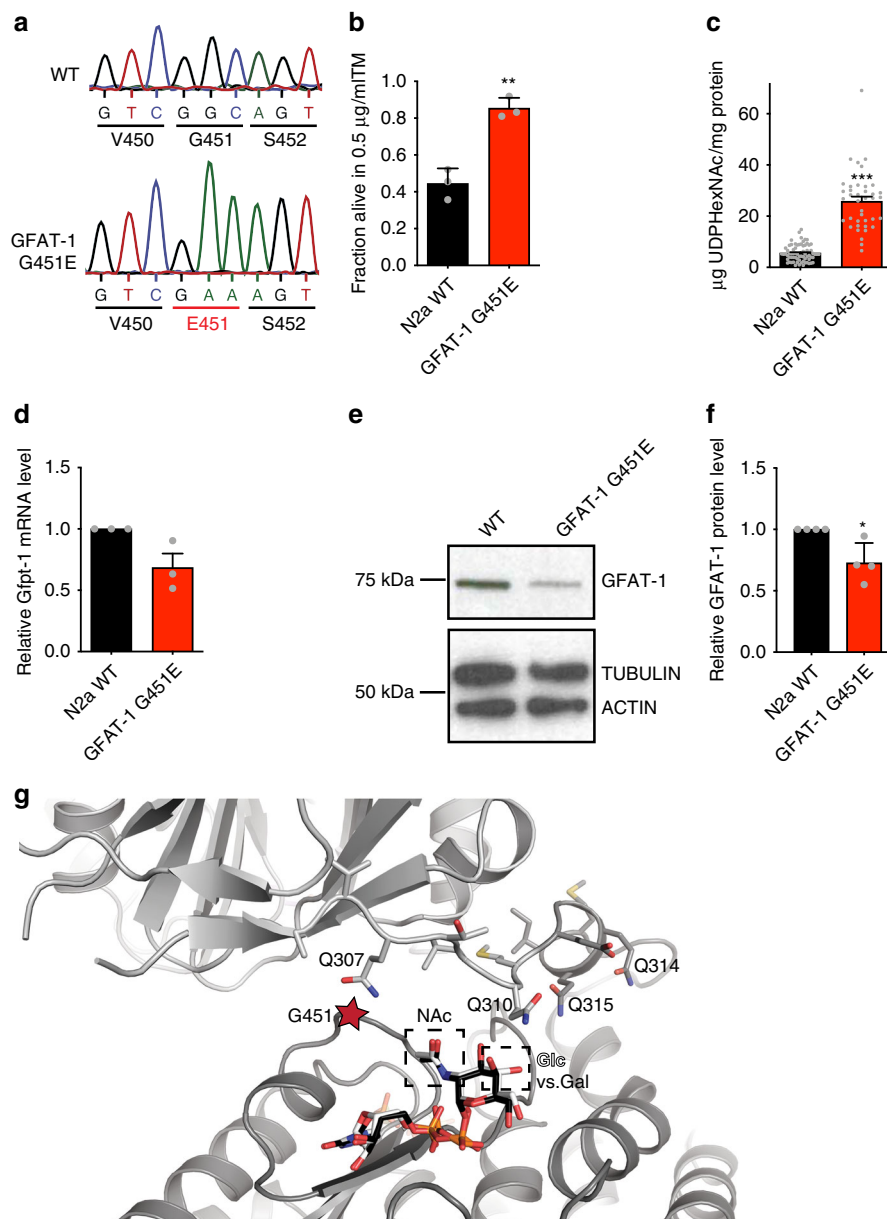 a
WT
G T C G G C A G T
V450 G451 S452
GFAT-1
G451E
G T C G A A A G T
V450 E451 S452
b
Fraction alive in 0.5 μg/mlTM
1.0
0.8
0.6
0.4
0.2
0.0
**
N2a WT
GFAT-1 G451E
c
μg UDPHexNAc/mg protein
60
40
20
0
***
N2a WT
GFAT-1 G451E
d
Relative Gfpt-1 mRNA level
1.5
1.0
0.5
0.0
N2a WT
GFAT-1 G451E
e
WT
GFAT-1 G451E
75 kDa
GFAT-1
50 kDa
TUBULIN
ACTIN
f
Relative GFAT-1 protein level
1.5
1.0
0.5
0.0
*
N2a WT
GFAT-1 G451E
g
Q307
Q314
Q310
Q315
G451
NAc
Glc
vs.Gal